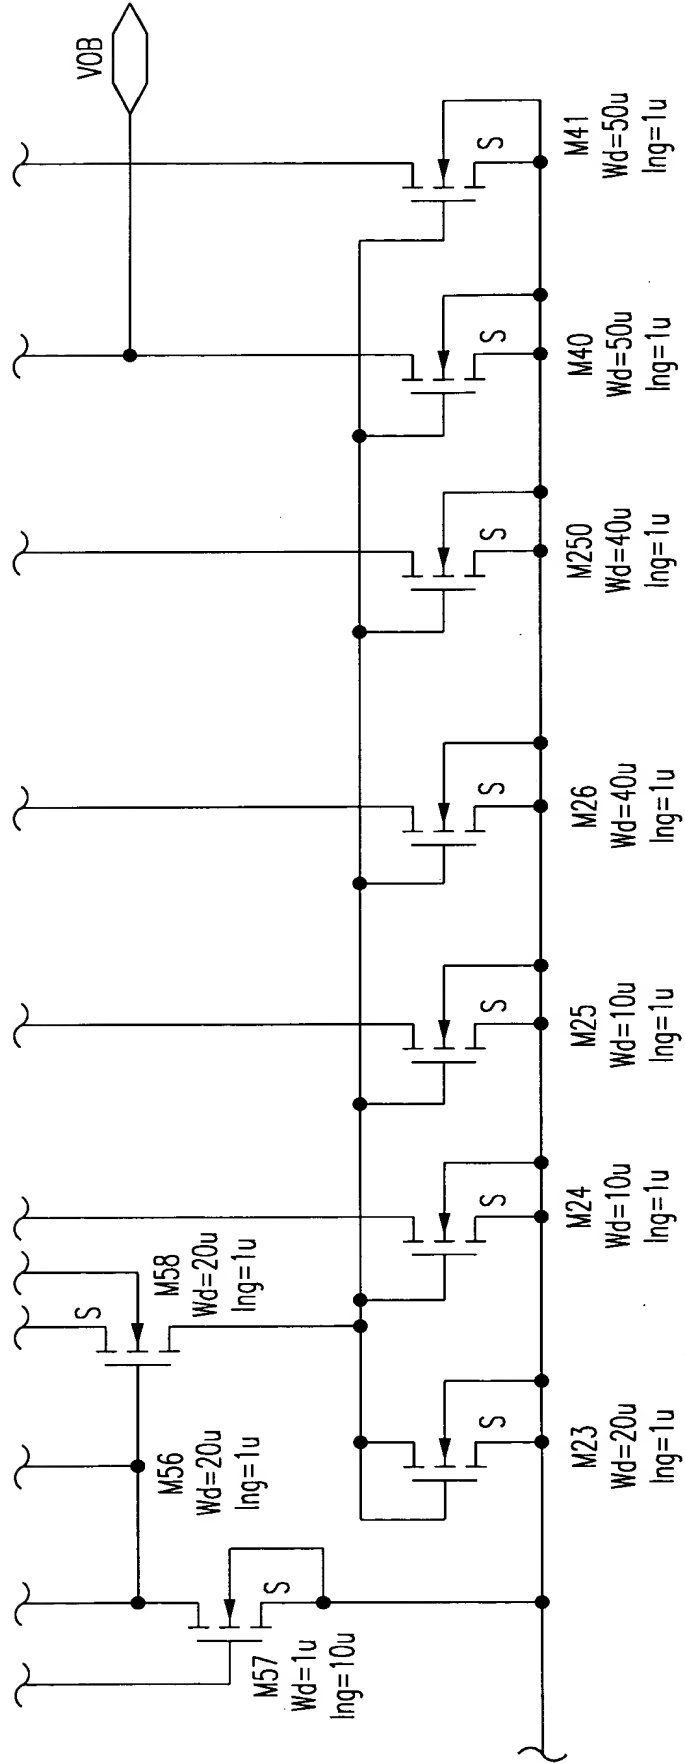 VOB
S
M41
Wd=50u
lng=1u
S
M40
Wd=50u
lng=1u
S
M250
Wd=40u
lng=1u
S
M26
Wd=40u
lng=1u
S
M25
Wd=10u
lng=1u
S
M24
Wd=10u
lng=1u
S
M58
Wd=20u
lng=1u
S
M23
Wd=20u
lng=1u
M56
Wd=20u
lng=1u
S
M57
Wd=1u
lng=10u